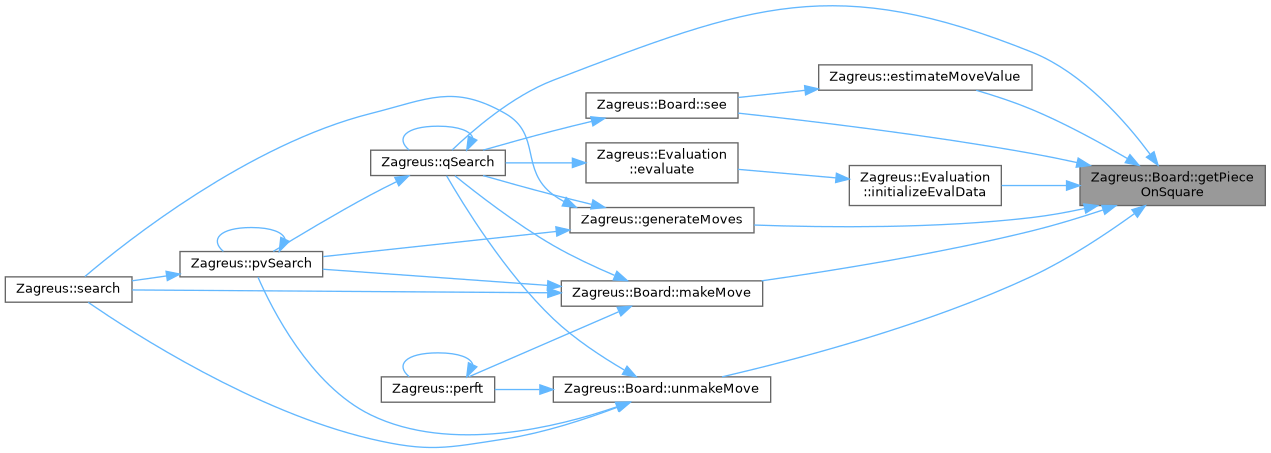 Zagreus::estimateMoveValue
Zagreus::Board::see
Zagreus::qSearch
Zagreus::Evaluation
::evaluate
Zagreus::Evaluation
::initializeEvalData
Zagreus::Board::getPiece
OnSquare
Zagreus::generateMoves
Zagreus::pvSearch
Zagreus::search
Zagreus::Board::makeMove
Zagreus::perft
Zagreus::Board::unmakeMove